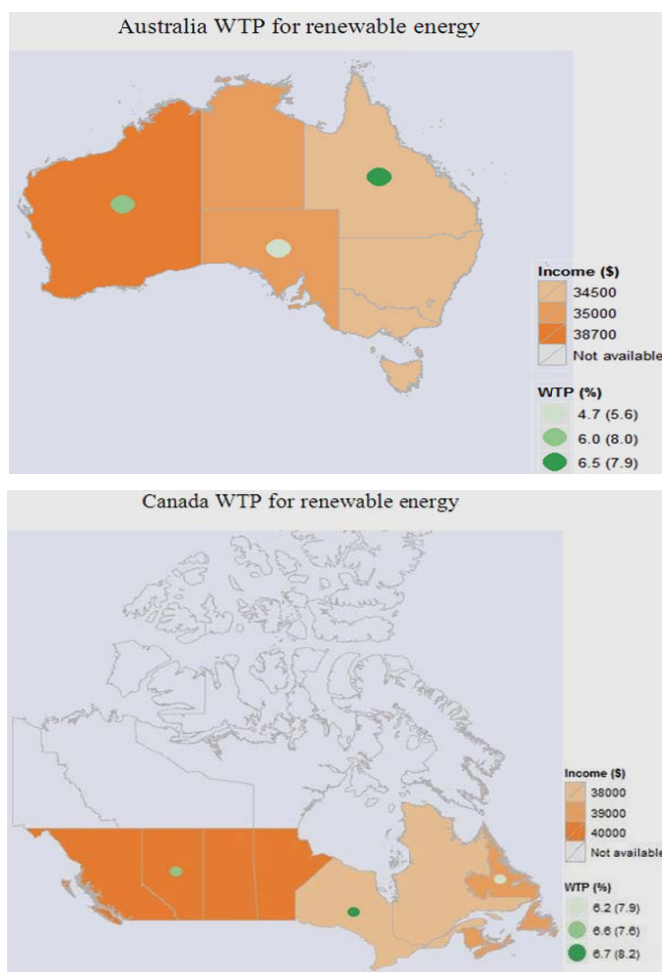 Australia WTP for renewable energy
Income ($)
34500
35000
38700
Not available
WTP (%)
4.7 (5.6)
6.0 (8.0)
6.5 (7.9)
Canada WTP for renewable energy
Income ($)
38000
39000
40000
Not available
WTP (%)
6.2 (7.9)
6.6 (7.6)
6.7 (8.2)